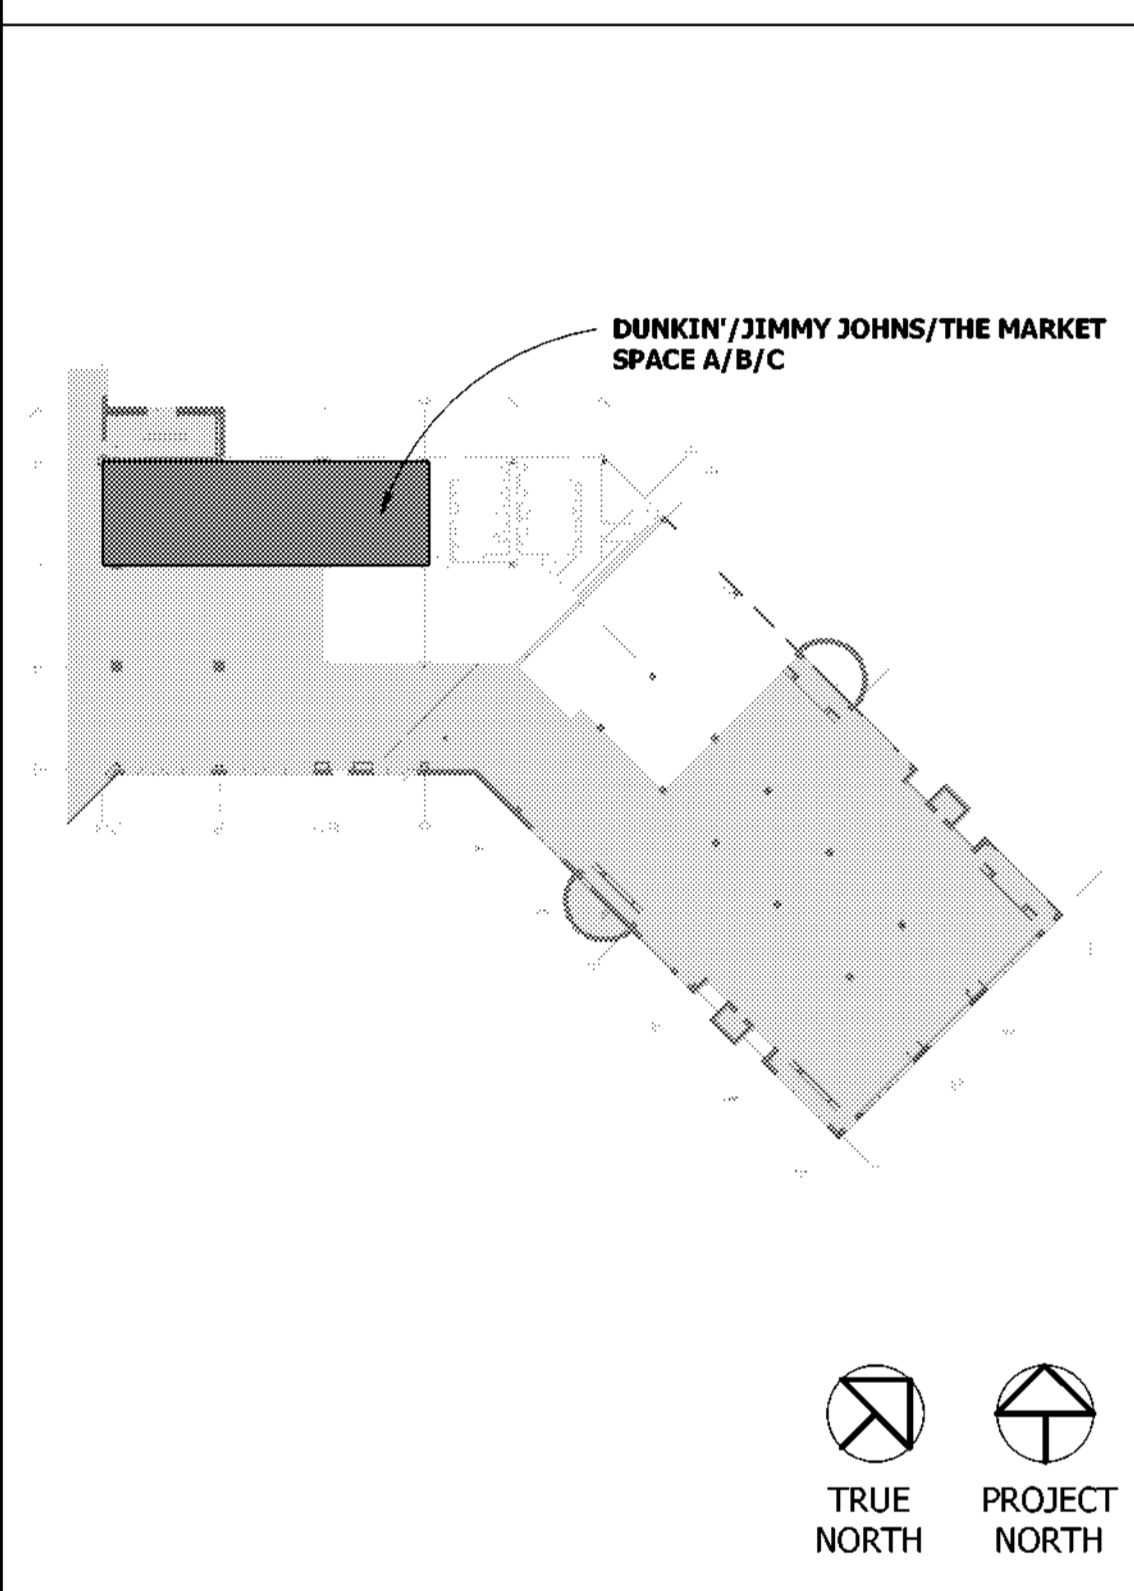 DUNKIN'/JIMMY JOHNS/THE MARKET
SPACE A/B/C
TRUE
NORTH
PROJECT
NORTH